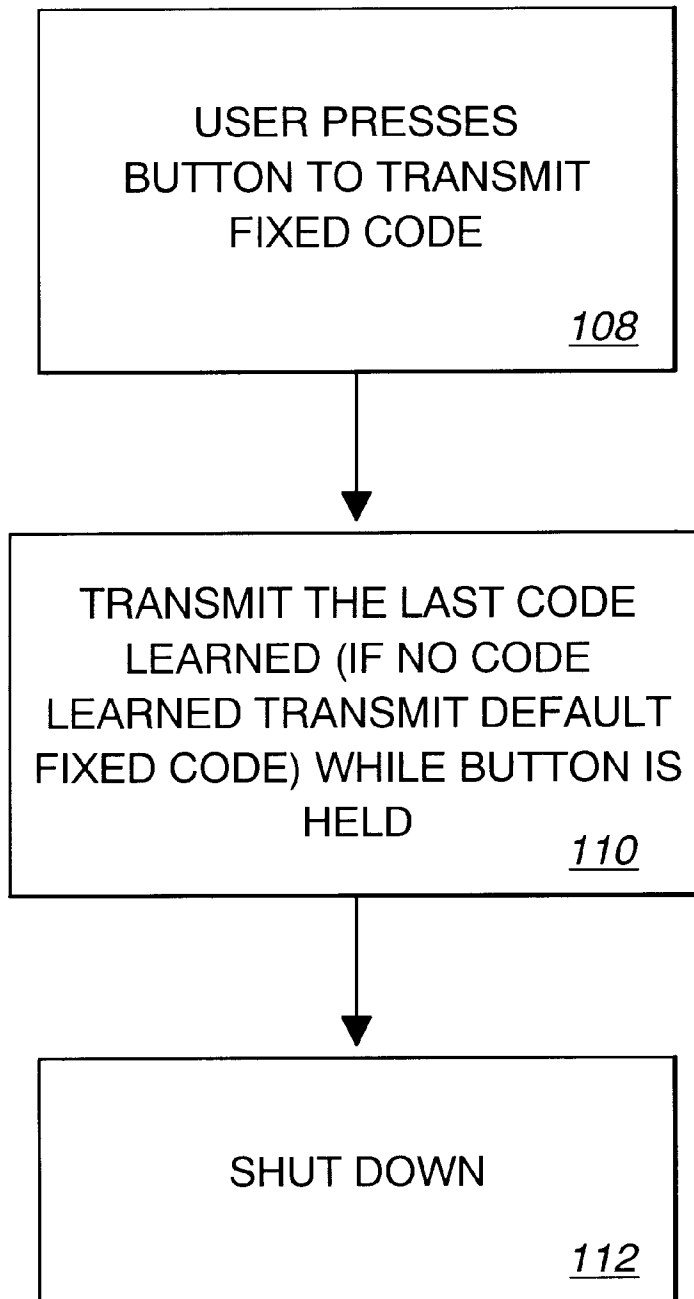 USER PRESSES
BUTTON TO TRANSMIT
FIXED CODE
108
TRANSMIT THE LAST CODE
LEARNED (IF NO CODE
LEARNED TRANSMIT DEFAULT
FIXED CODE) WHILE BUTTON IS
HELD
110
SHUT DOWN
112